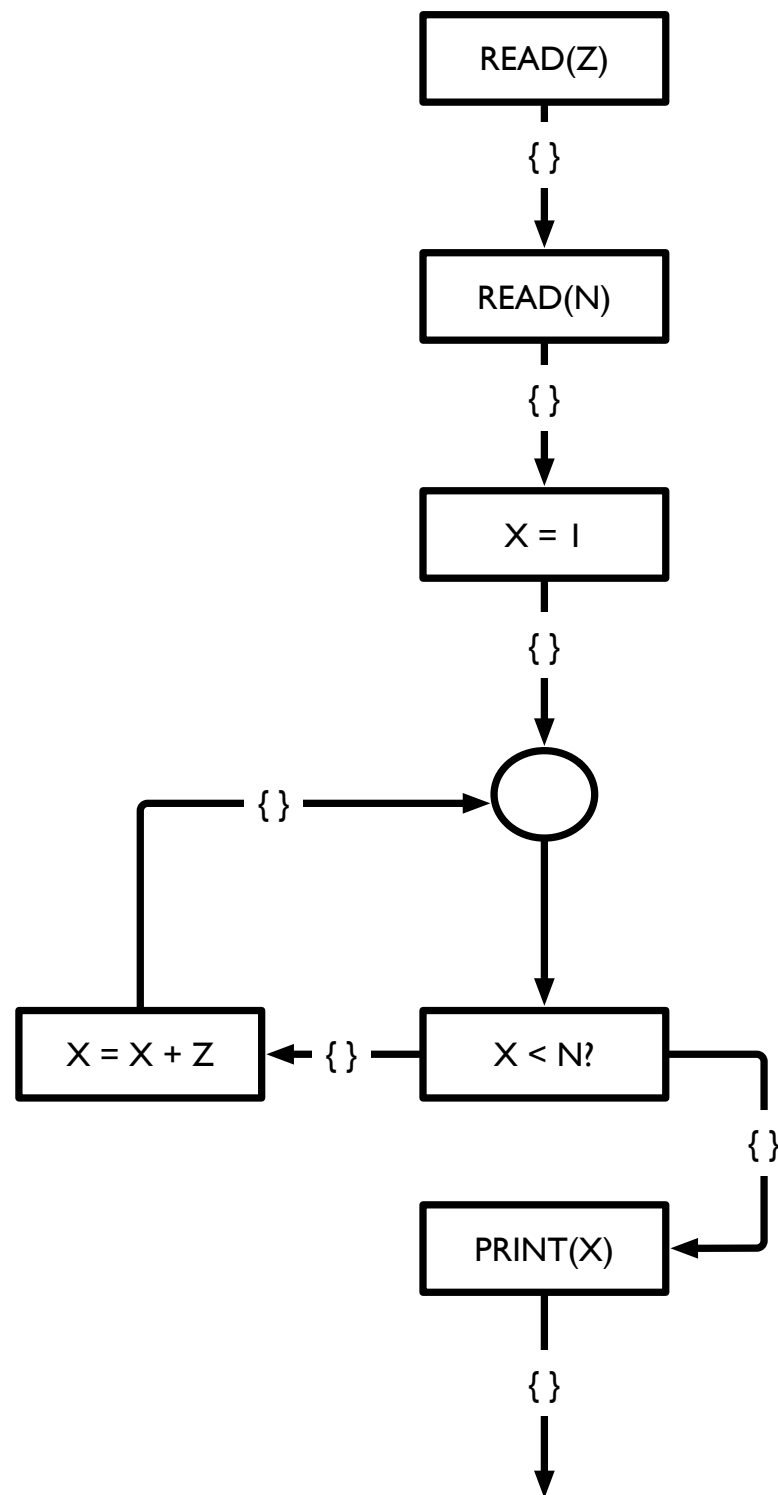 READ(Z)
{ }
READ(N)
{ }
X = 1
{ }
{ }
X = X + Z
{ }
X < N?
{ }
PRINT(X)
{ }